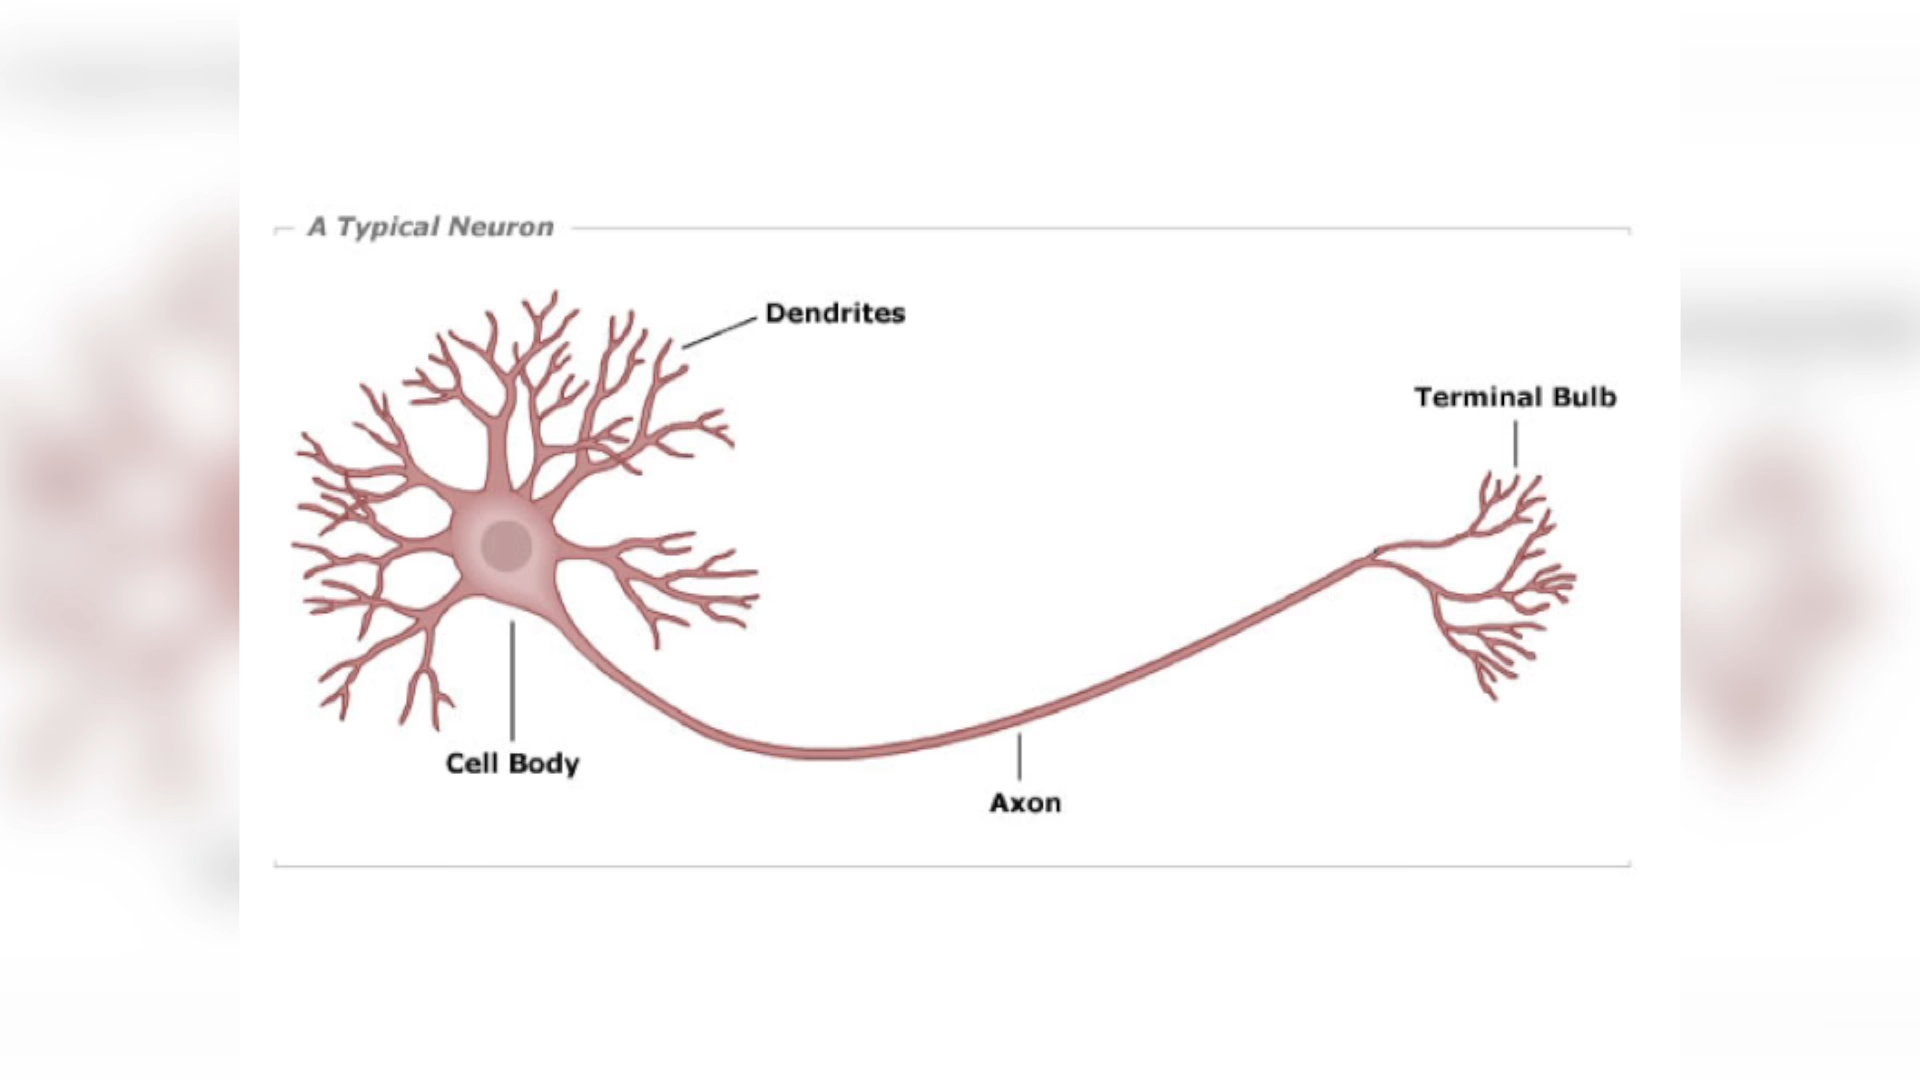 A Typical Neuron
Dendrites
Terminal Bulb
Cell Body
Axon